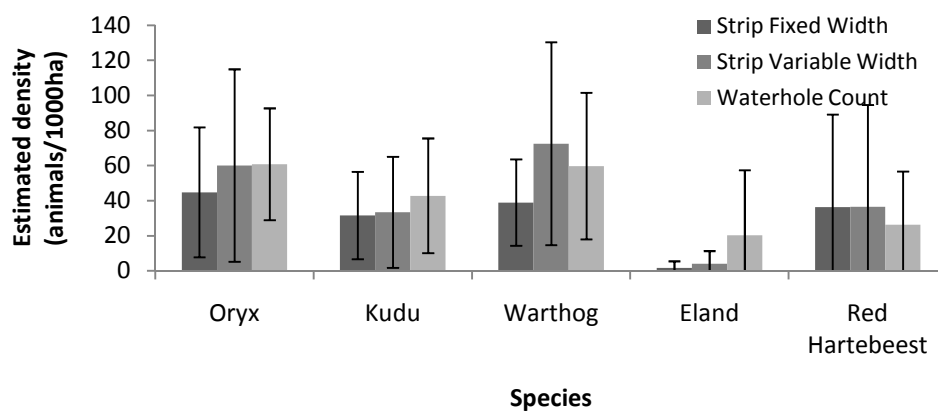 Estimated density
(animals/1000ha)
140
120
100
80
60
40
20
0
Strip Fixed Width
Strip Variable Width
Waterhole Count
Oryx
Kudu
Warthog
Eland
Red
Hartebeest
Species